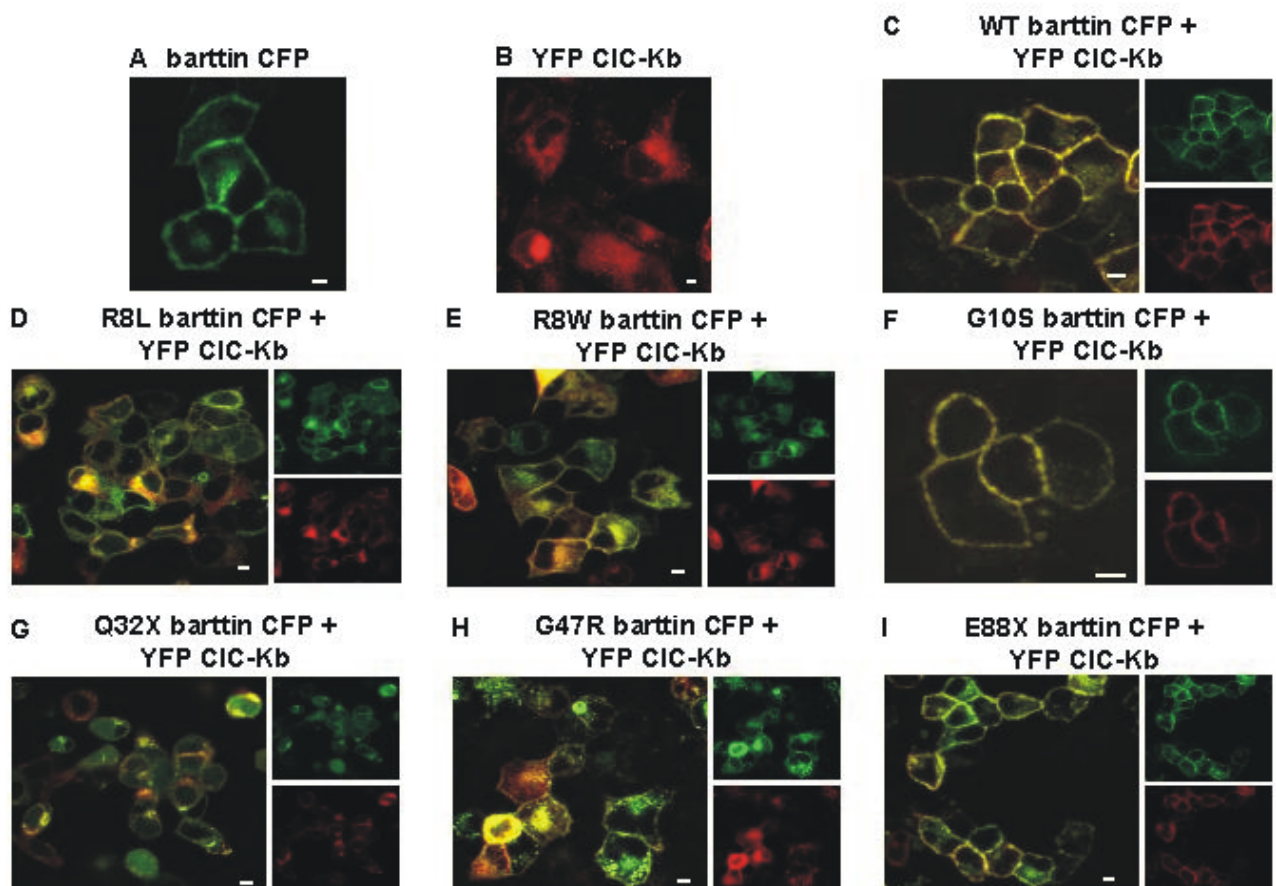 A barttin CFP
B YFP ClC-Kb
C WT barttin CFP +
YFP ClC-Kb
D R8L barttin CFP +
YFP ClC-Kb
E R8W barttin CFP +
YFP ClC-Kb
F G10S barttin CFP +
YFP ClC-Kb
G Q32X barttin CFP +
YFP ClC-Kb
H G47R barttin CFP +
YFP ClC-Kb
I E88X barttin CFP +
YFP ClC-Kb